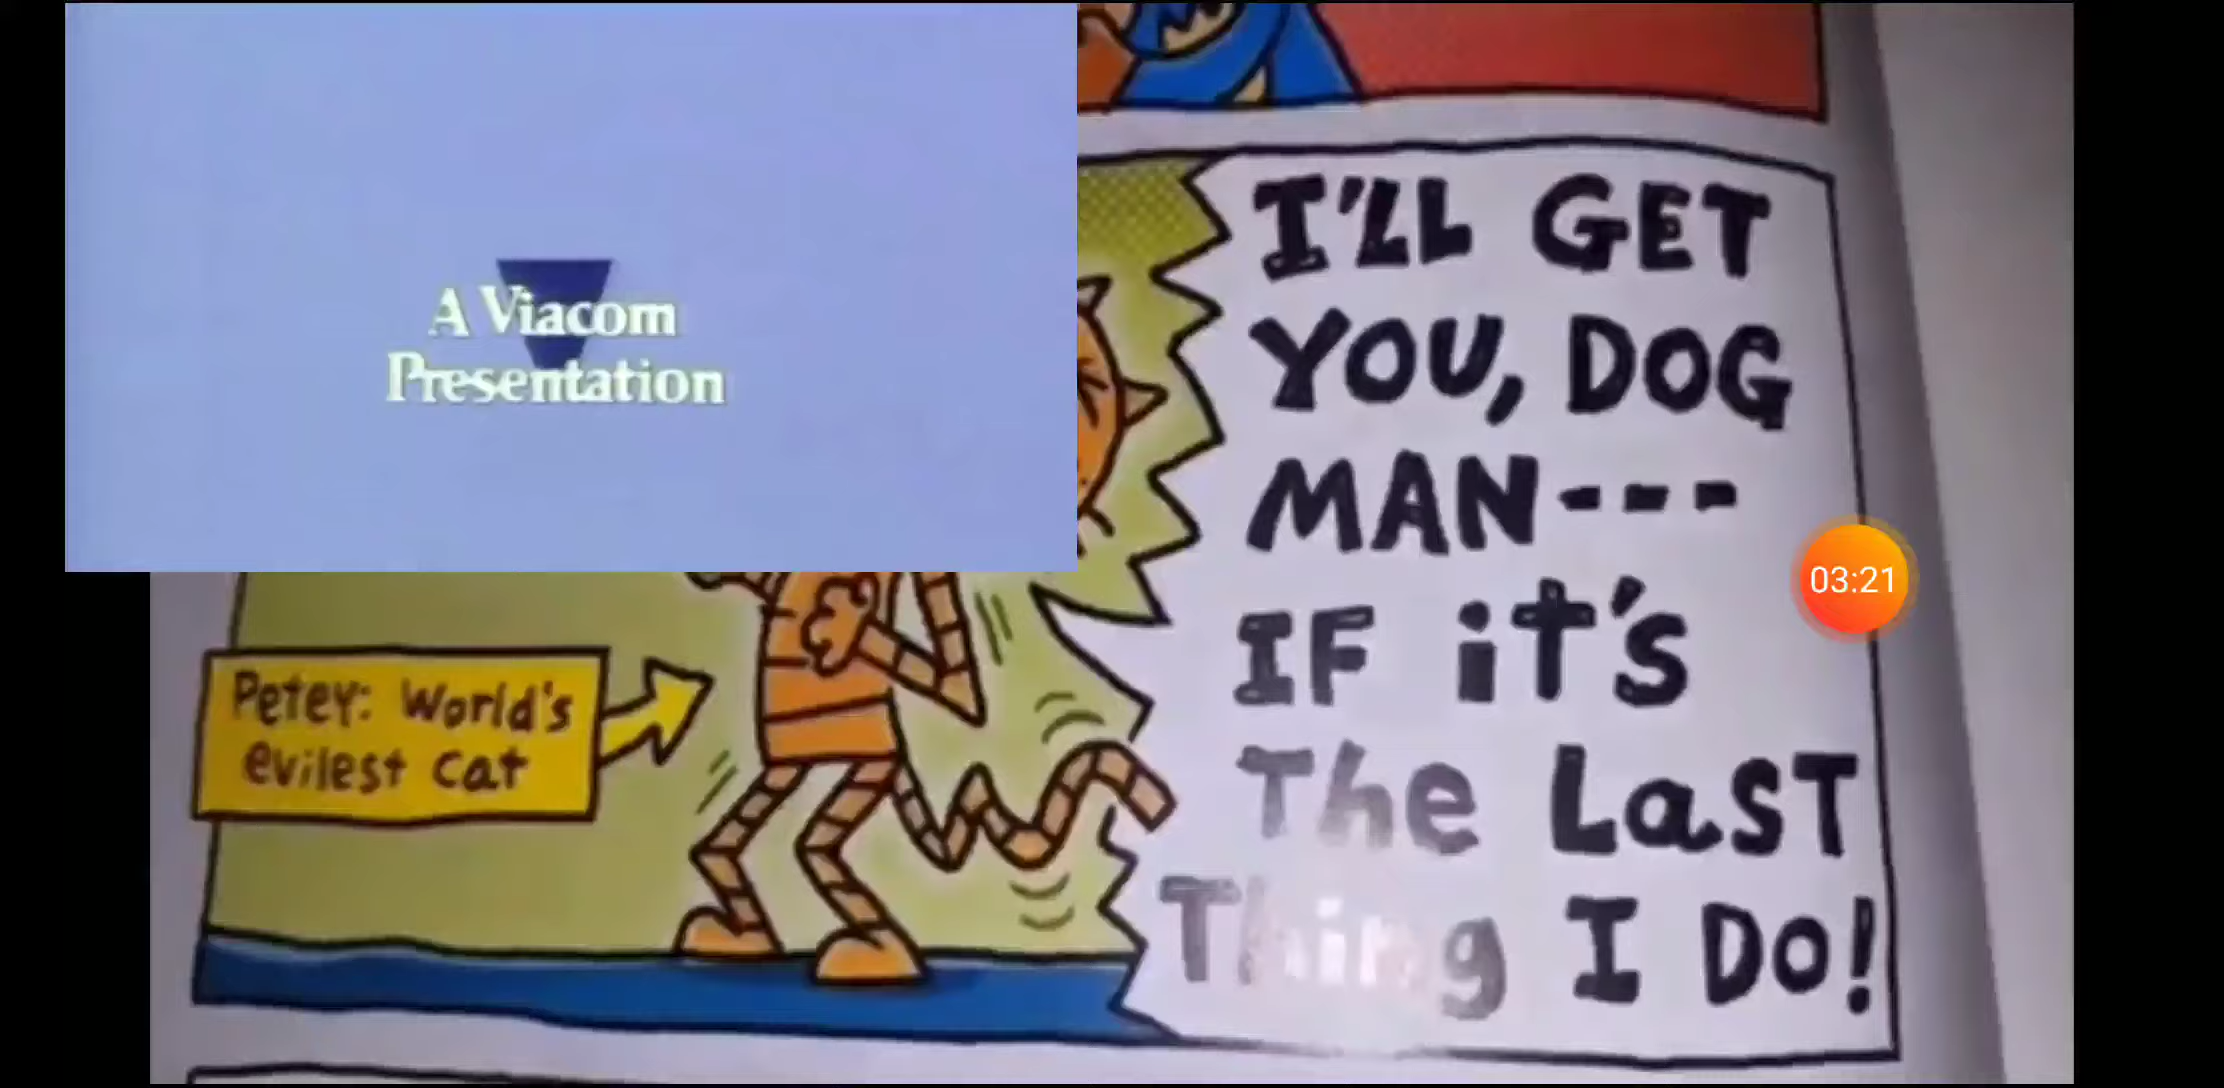 A Viacom
Presentation
I'LL GET
YOU, DOG
MAN---
IF it's
The LasT
Thing I DO!
03:21
Petey: World's
evilest cat